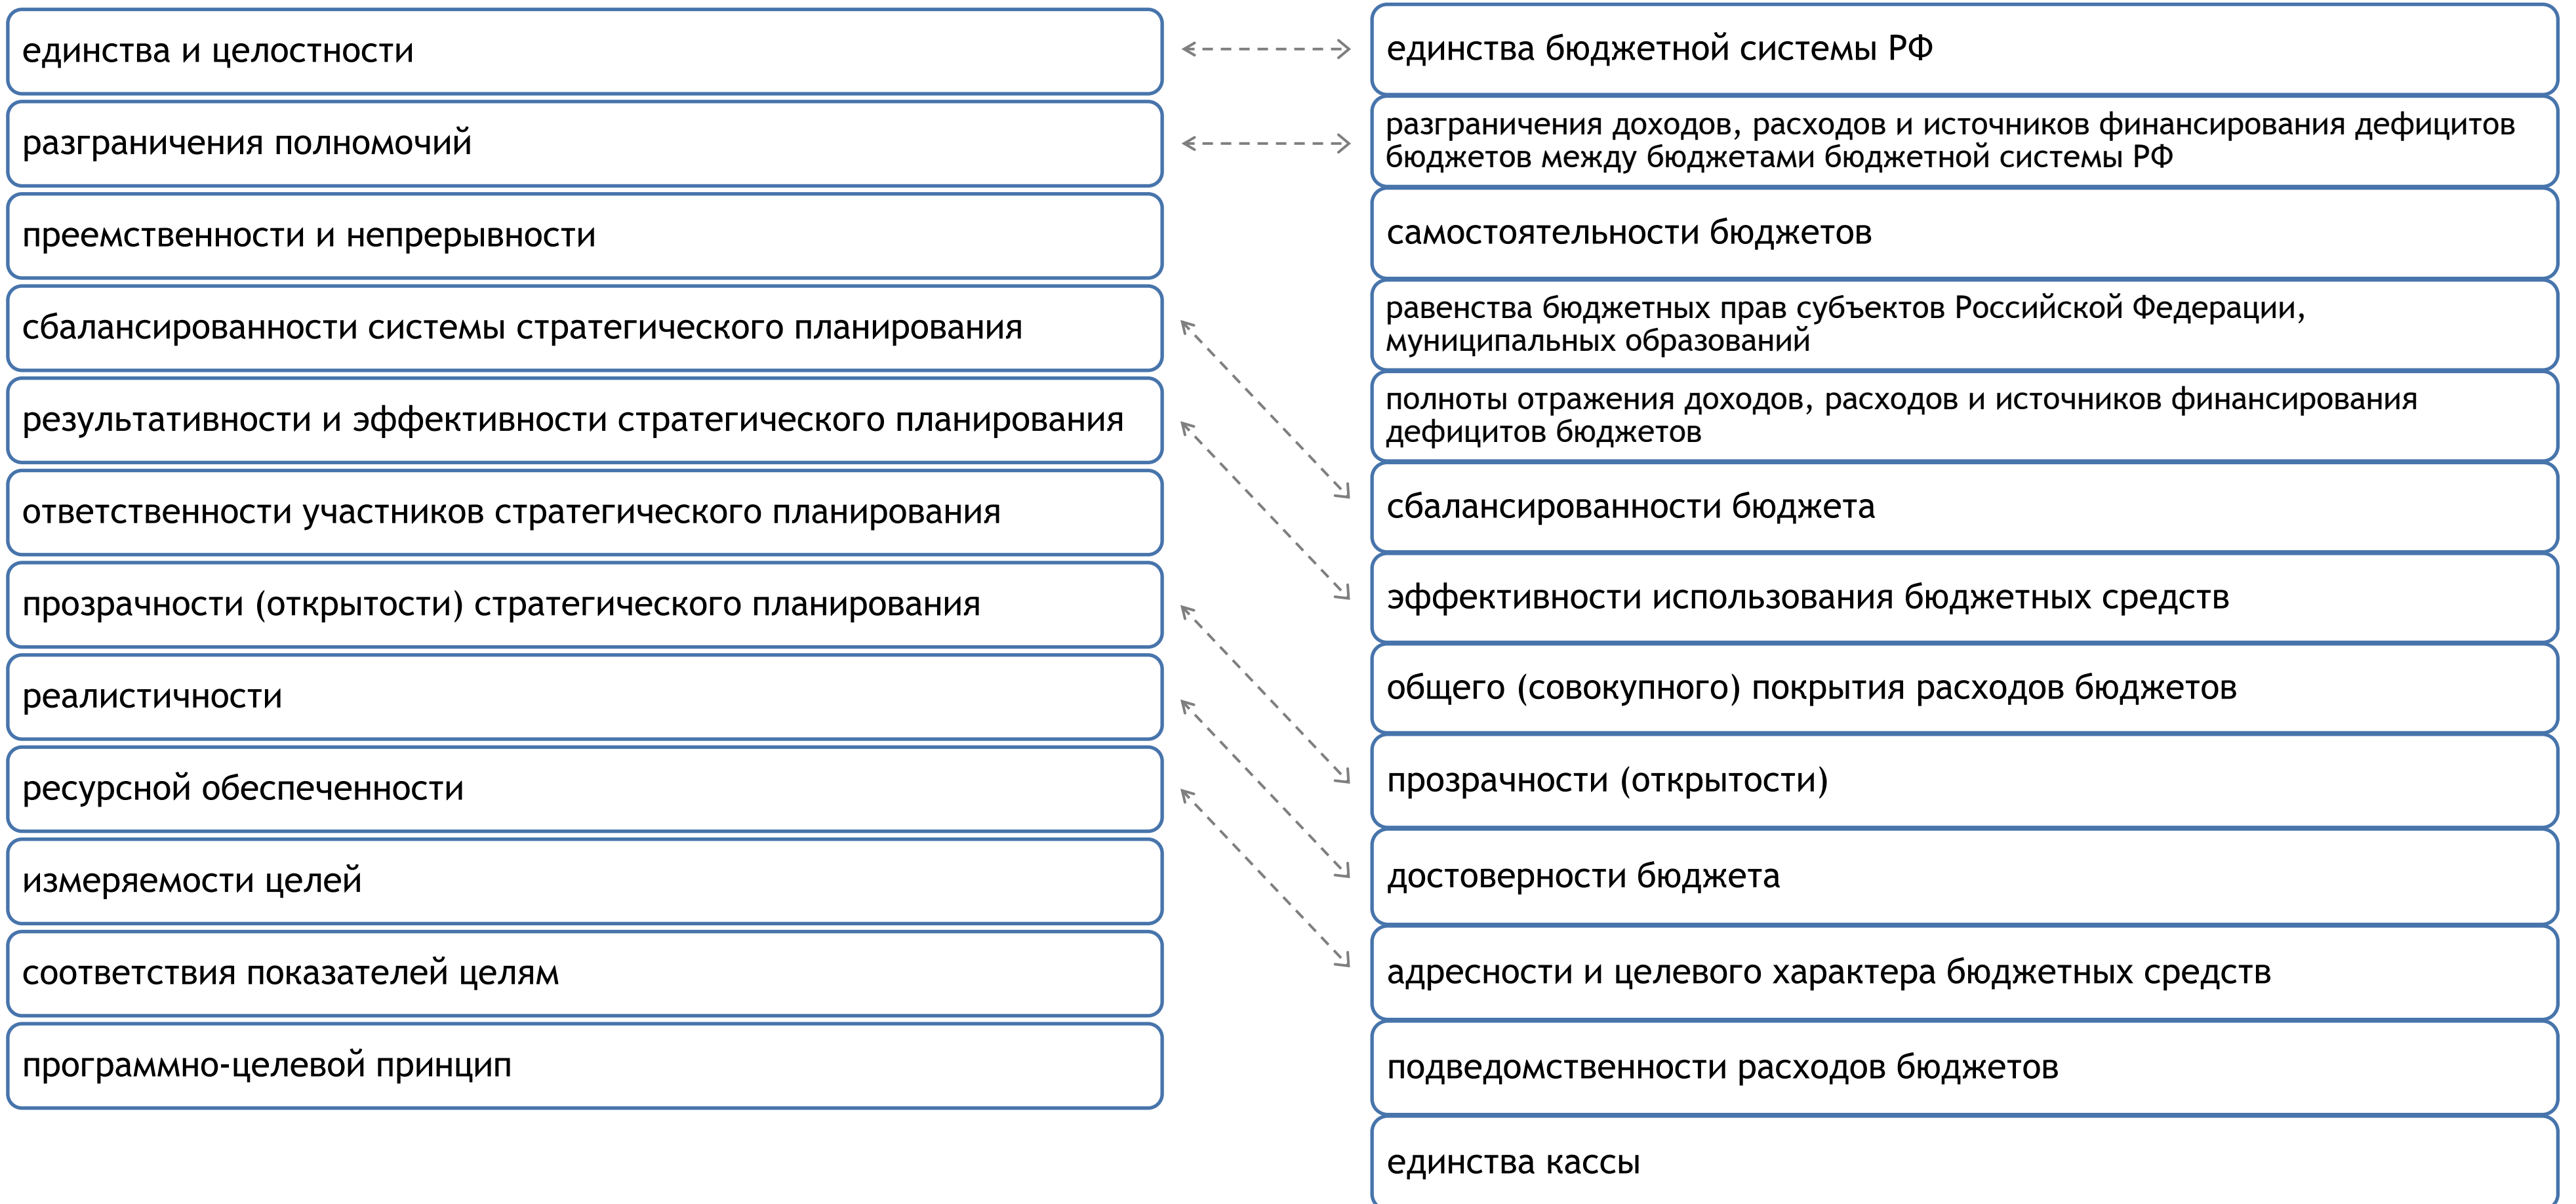 единства и целостности
разграничения полномочий
преемственности и непрерывности
сбалансированности системы стратегического планирования
результативности и эффективности стратегического планирования
ответственности участников стратегического планирования
прозрачности (открытости) стратегического планирования
реалистичности
ресурсной обеспеченности
измеряемости целей
соответствия показателей целям
программно-целевой принцип
единства бюджетной системы РФ
разграничения доходов, расходов и источников финансирования дефицитов
бюджетов между бюджетами бюджетной системы РФ
самостоятельности бюджетов
равенства бюджетных прав субъектов Российской Федерации,
муниципальных образований
полноты отражения доходов, расходов и источников финансирования
дефицитов бюджетов
сбалансированности бюджета
эффективности использования бюджетных средств
общего (совокупного) покрытия расходов бюджетов
прозрачности (открытости)
достоверности бюджета
адресности и целевого характера бюджетных средств
подведомственности расходов бюджетов
единства кассы